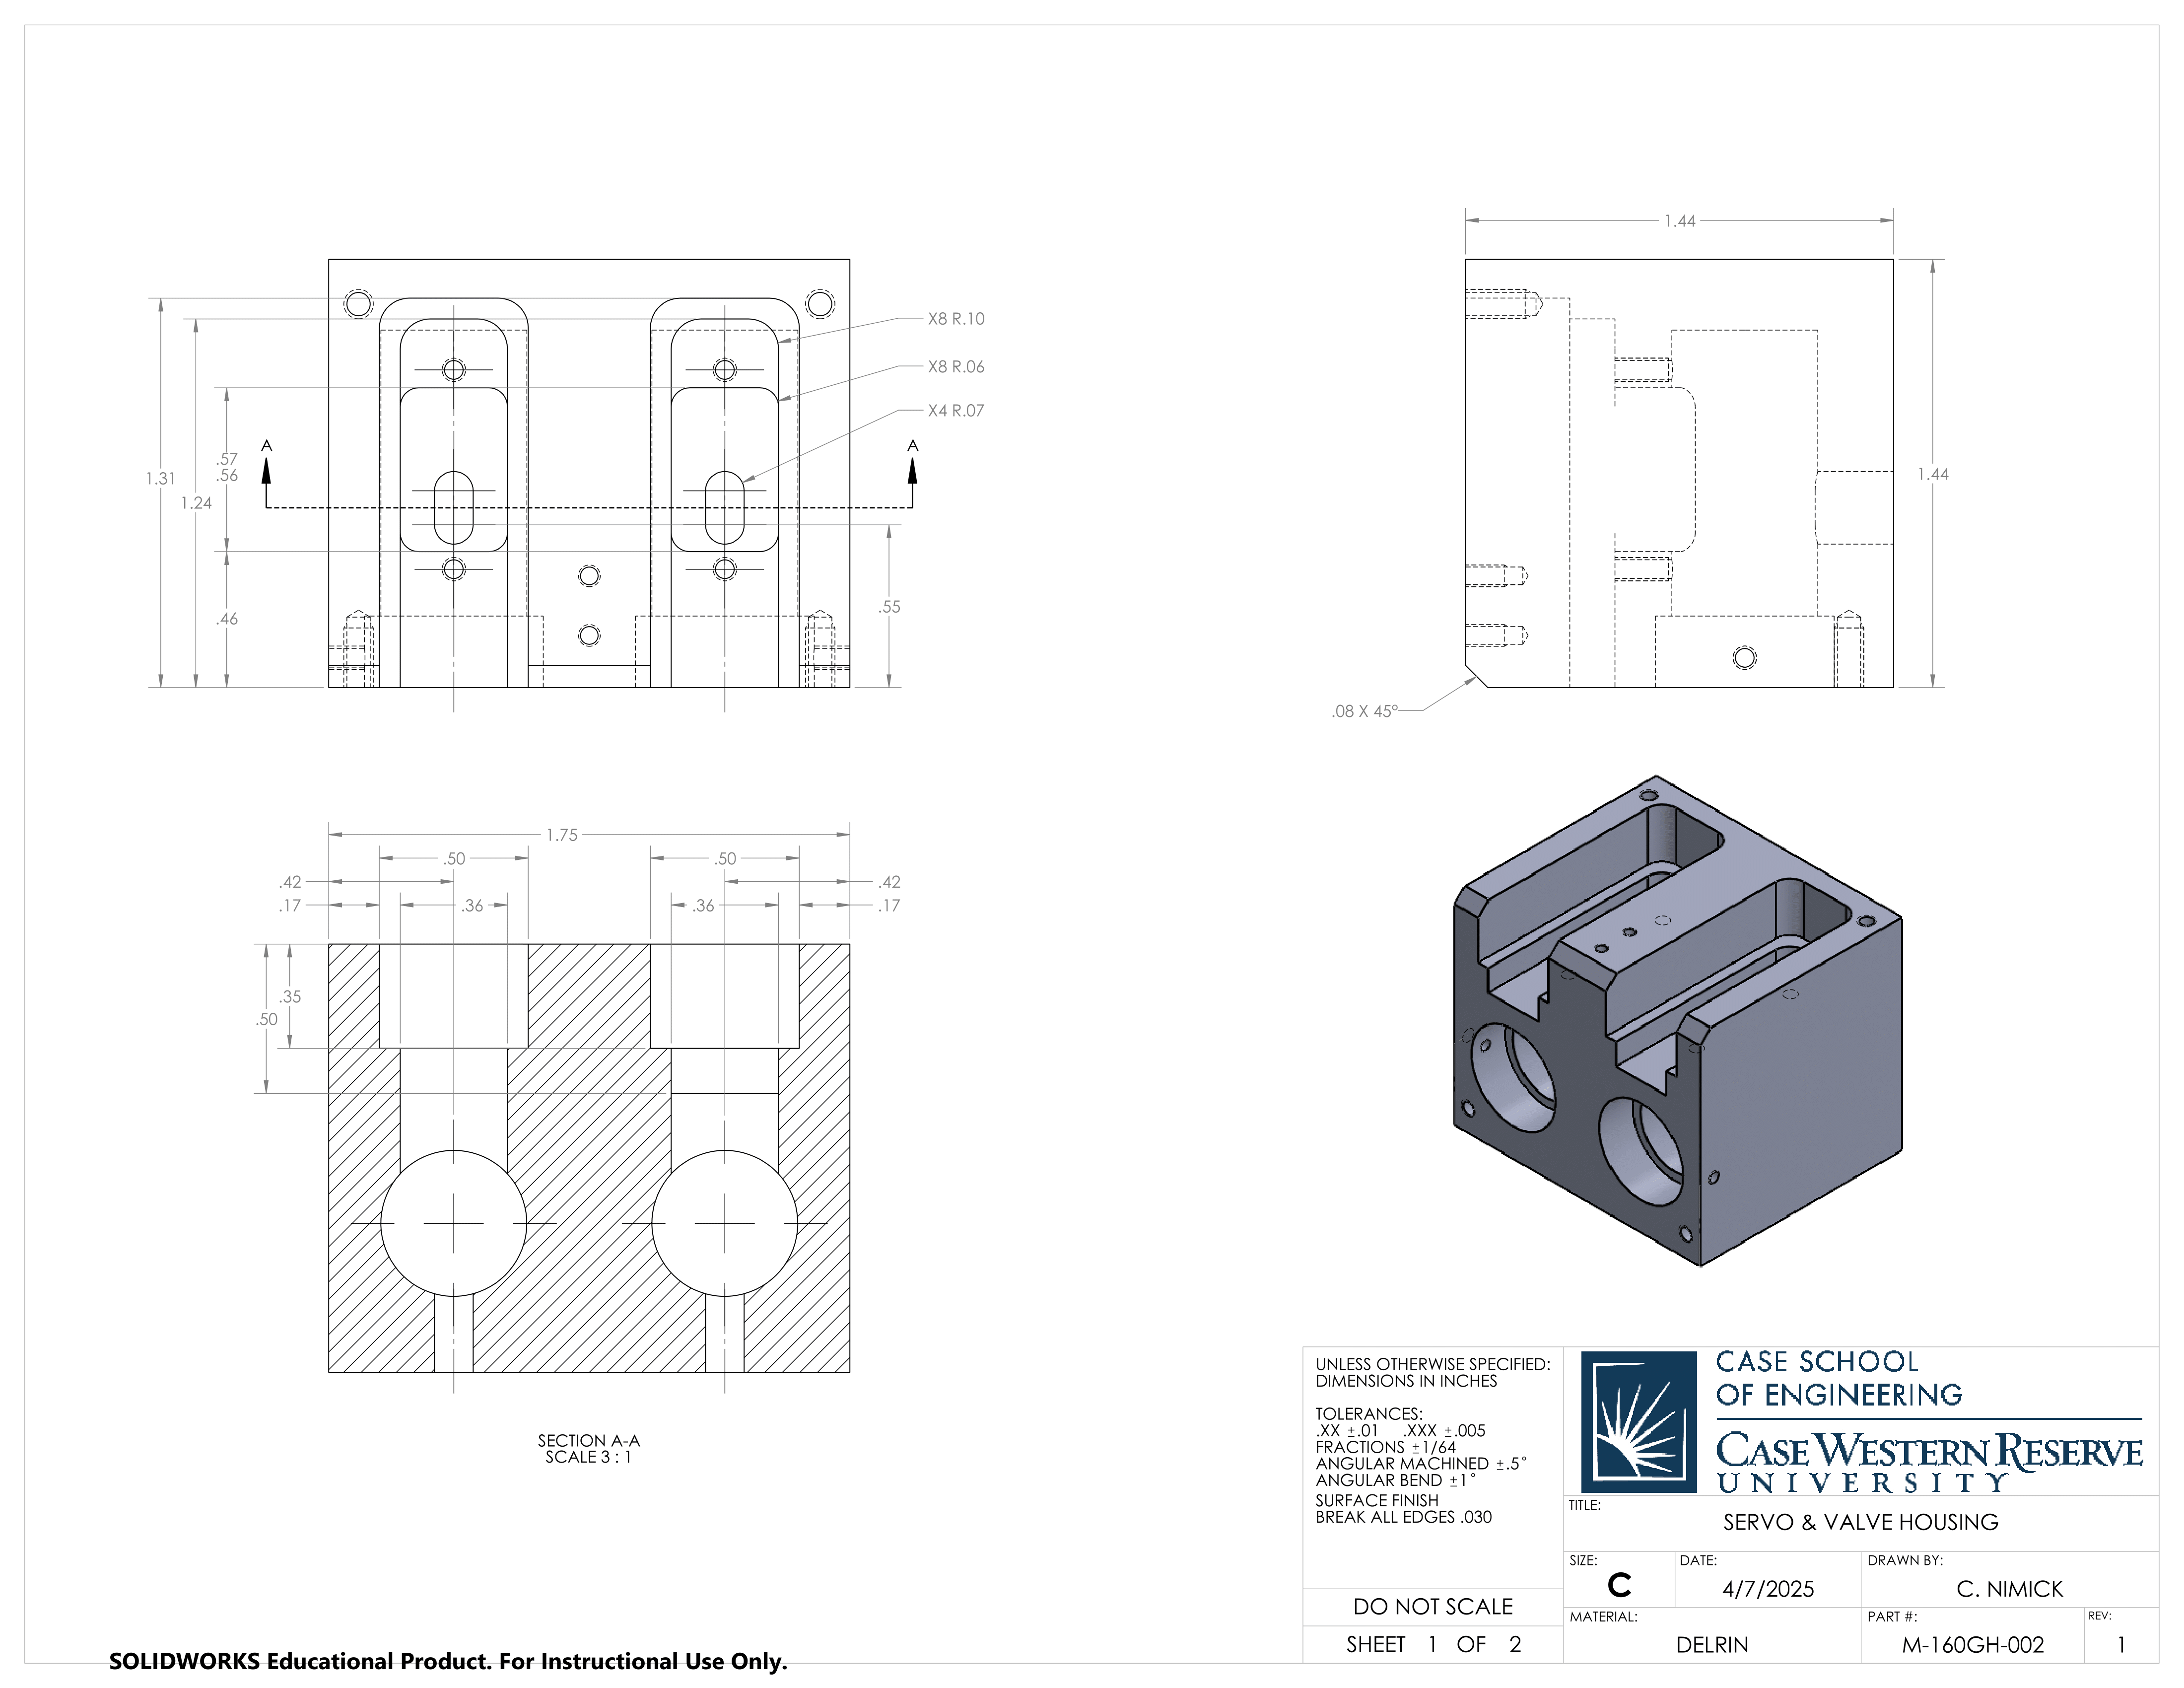 1.44
X8 R.10
X8 R.06
X4 R.07
A
A
.57
.56
1.31
1.24
.46
.55
1.44
.08 X 45°
1.75
.50
.50
.42
.42
.17
.36
.36
.17
.35
.50
SECTION A-A
SCALE 3 : 1
UNLESS OTHERWISE SPECIFIED:
DIMENSIONS IN INCHES
TOLERANCES:
.XX ±.01 .XXX ±.005
FRACTIONS ±1/64
ANGULAR MACHINED ±.5°
ANGULAR BEND ±1°
SURFACE FINISH
BREAK ALL EDGES .030
DO NOT SCALE
SHEET 1 OF 2
CASE SCHOOL
OF ENGINEERING
CASE WESTERN RESERVE
UNIVERSITY
TITLE:
SERVO & VALVE HOUSING
SIZE:
C
DATE:
4/7/2025
DRAWN BY:
C. NIMICK
MATERIAL:
DELRIN
PART #:
M-160GH-002
REV:
1
SOLIDWORKS Educational Product. For Instructional Use Only.